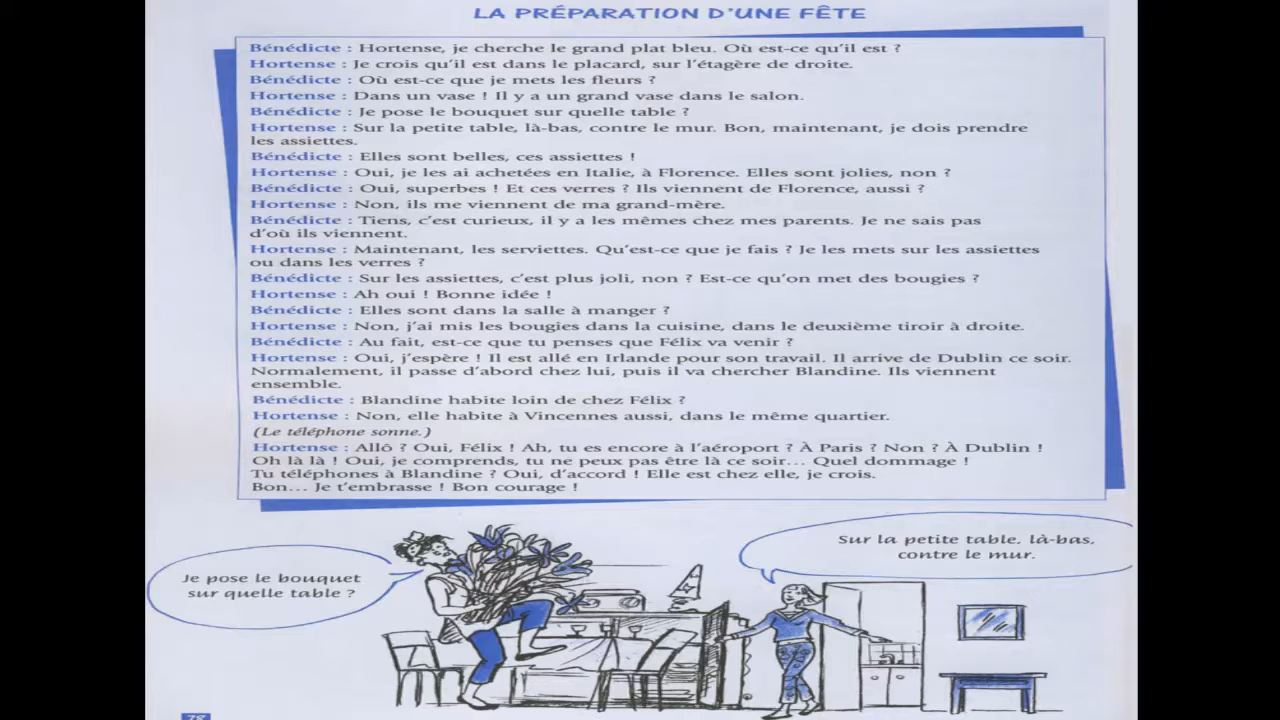 LA PRÉPARATION D'UNE FÊTE
Bénédicte : Hortense, je cherche le grand plat bleu. Où est-ce qu'il est ?
Hortense : Je crois qu'il est dans le placard, sur l'étagère de droite.
Bénédicte : Où est-ce que je mets les fleurs ?
Hortense : Dans un vase ! Il y a un grand vase dans le salon.
Bénédicte : Je pose le bouquet sur quelle table ?
Hortense : Sur la petite table, là-bas, contre le mur. Bon, maintenant, je dois prendre
les assiettes.
Bénédicte : Elles sont belles, ces assiettes !
Hortense : Oui, je les ai achetées en Italie, à Florence. Elles sont jolies, non ?
Bénédicte : Oui, superbes ! Et ces verres ? Ils viennent de Florence, aussi ?
Hortense : Non, ils me viennent de ma grand-mère.
Bénédicte : Tiens, c'est curieux, il y a les mêmes chez mes parents. Je ne sais pas
d'où ils viennent.
Hortense : Maintenant, les serviettes. Qu'est-ce que je fais ? Je les mets sur les assiettes
ou dans les verres ?
Bénédicte : Sur les assiettes, c'est plus joli, non ? Est-ce qu'on met des bougies ?
Hortense : Ah oui ! Bonne idée !
Bénédicte : Elles sont dans la salle à manger ?
Hortense : Non, j'ai mis les bougies dans la cuisine, dans le deuxième tiroir à droite.
Bénédicte : Au fait, est-ce que tu penses que Félix va venir ?
Hortense : Oui, j'espère ! Il est allé en Irlande pour son travail. Il arrive de Dublin ce soir.
Normalement, il passe d'abord chez lui, puis il va chercher Blandine. Ils viennent
ensemble.
Bénédicte : Blandine habite loin de chez Félix ?
Hortense : Non, elle habite à Vincennes aussi, dans le même quartier.
(Le téléphone sonne.)
Hortense : Allô ? Oui, Félix ! Ah, tu es encore à l'aéroport ? À Paris ? Non ? À Dublin !
Oh là là ! Oui, je comprends, tu ne peux pas être là ce soir... Quel dommage !
Tu téléphones à Blandine ? Oui, d'accord ! Elle est chez elle, je crois.
Bon... Je t'embrasse ! Bon courage !
Je pose le bouquet
sur quelle table ?
Sur la petite table, là-bas,
contre le mur.
78